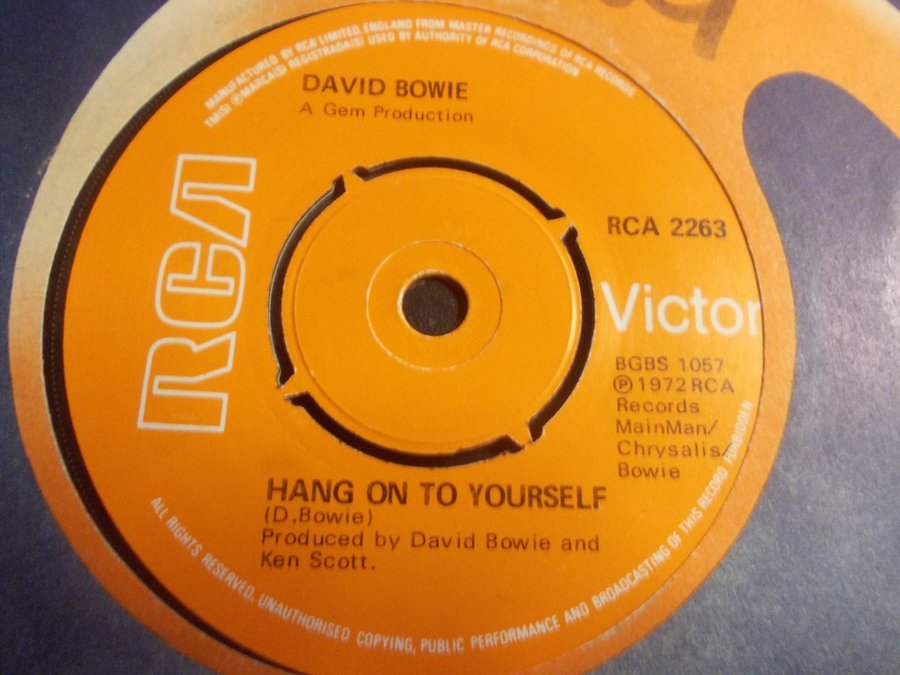 MANUFACTURED BY RCA LIMITED, ENGLAND FROM MASTER RECORDINGS OF RCA RECORDS
TM(S) ® MARCA(S) REGISTRADA(S) USED BY AUTHORITY OF RCA CORPORATION
DAVID BOWIE
A Gem Production
RCA
RCA 2263
Victor
BGBS 1057
Ⓟ 1972 RCA
Records
MainMan/
Chrysalis/
Bowie
HANG ON TO YOURSELF
(D.Bowie)
Produced by David Bowie and
Ken Scott.
ALL RIGHTS RESERVED. UNAUTHORISED COPYING, PUBLIC PERFORMANCE AND BROADCASTING OF THIS RECORD FORBIDDEN